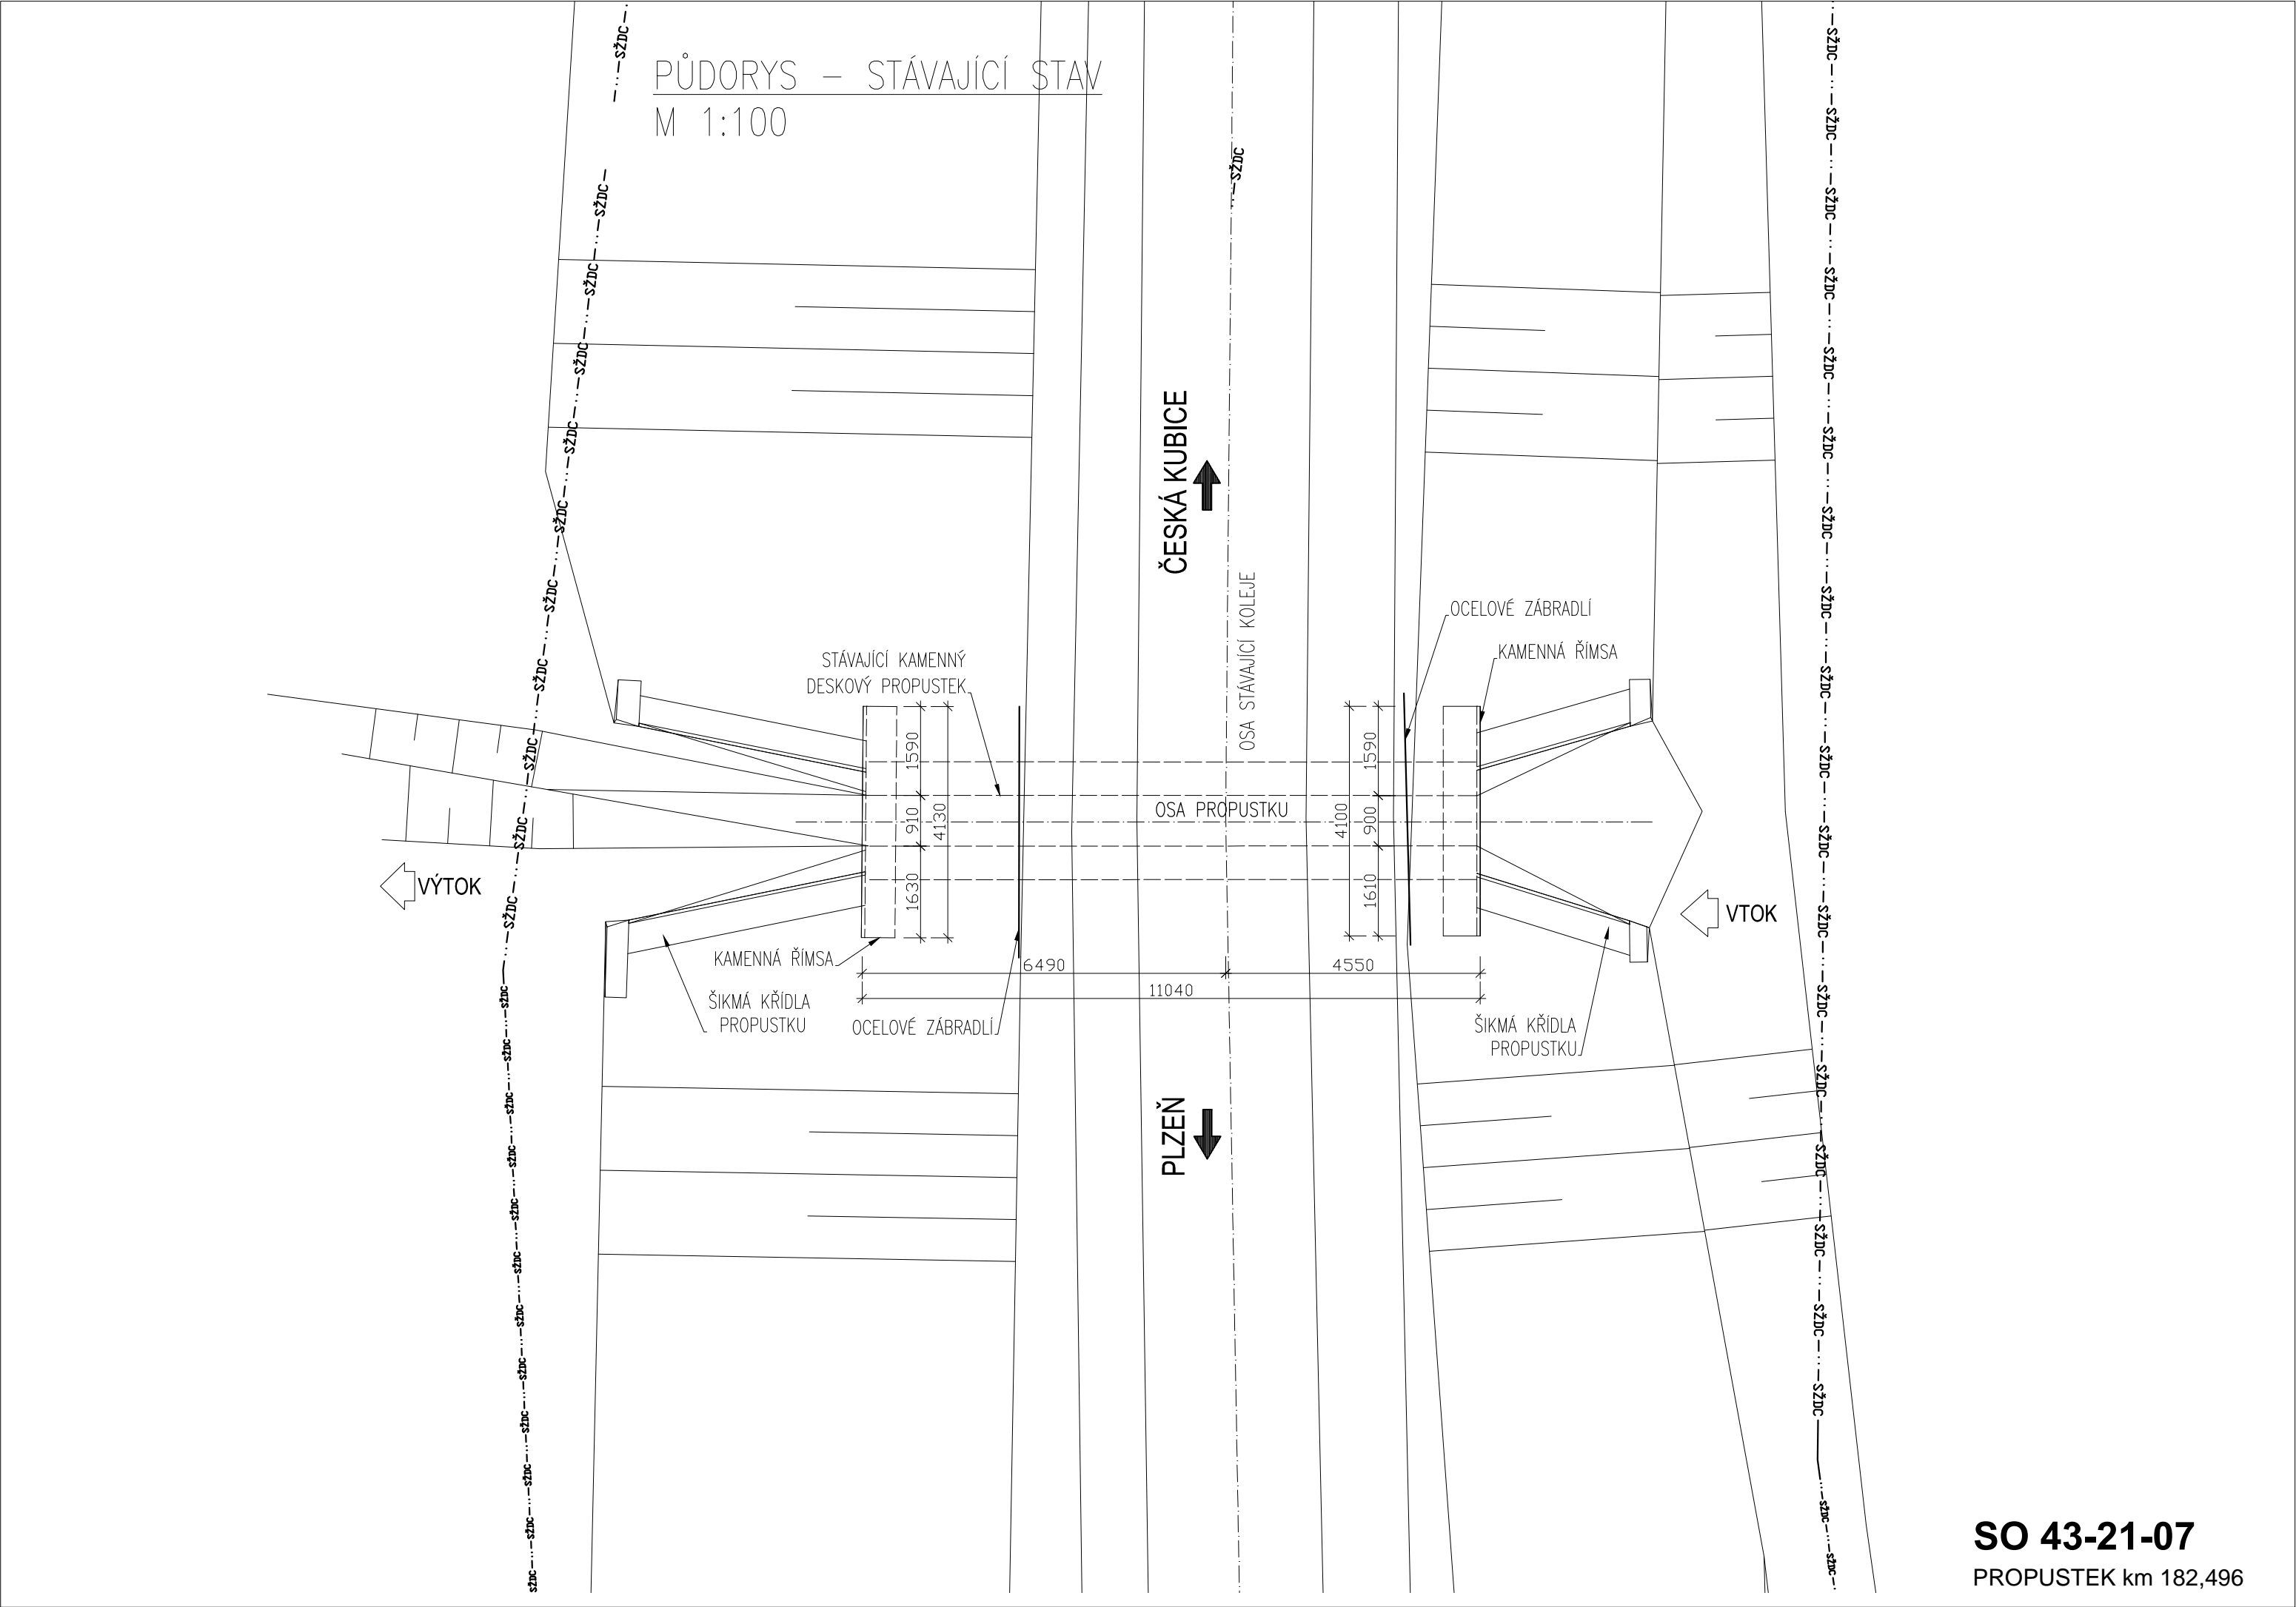 PŮDORYS – STÁVAJÍCÍ STAV
M 1:100
SŽDC
ČESKÁ KUBICE
OSA STÁVAJÍCÍ KOLEJE
OCELOVÉ ZÁBRADLÍ
KAMENNÁ ŘÍMSA
STÁVAJÍCÍ KAMENNÝ
DESKOVÝ PROPUSTEK
1590
910
1630
4130
OSA PROPUSTKU
4100
1590
900
1610
VÝTOK
VTOK
KAMENNÁ ŘÍMSA
6490
4550
11040
ŠIKMÁ KŘÍDLA
PROPUSTKU
OCELOVÉ ZÁBRADLÍ
ŠIKMÁ KŘÍDLA
PROPUSTKU
PLZEŇ
SO 43-21-07
PROPUSTEK km 182,496